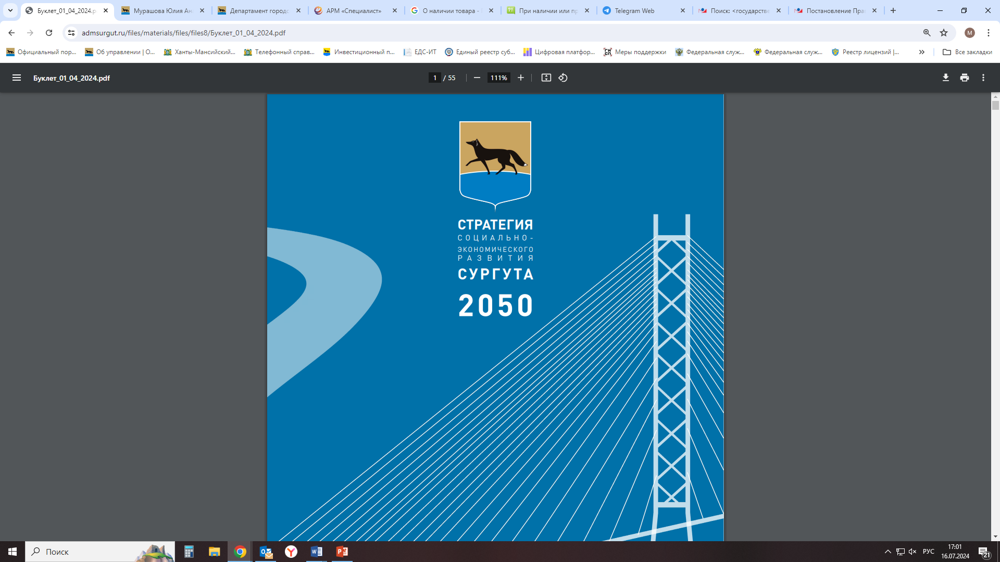 Буклет_01_04_2024.p
Мурашова Юлия Ан
Департамент городс
АРМ «Специалист»
О наличии товара -
При наличии или пр
Telegram Web
Поиск: <государстве
Постановление Пра
admsurgut.ru/files/materials/files/files8/Буклет_01_04_2024.pdf
M
Официальный пор...
Об управлении | О...
Ханты-Мансийский...
Телефонный справ...
Инвестиционный п...
ЕДС-ИТ
Единый реестр суб...
Цифровая платфор...
Меры поддержки
Федеральная служ...
Федеральная служ...
Реестр лицензий |...
Все закладки
Буклет_01_04_2024.pdf
1 / 55
111%
СТРАТЕГИЯ
СОЦИАЛЬНО-
ЭКОНОМИЧЕСКОГО
РАЗВИТИЯ
СУРГУТА
2050
Поиск
РУС
17:01
16.07.2024
21